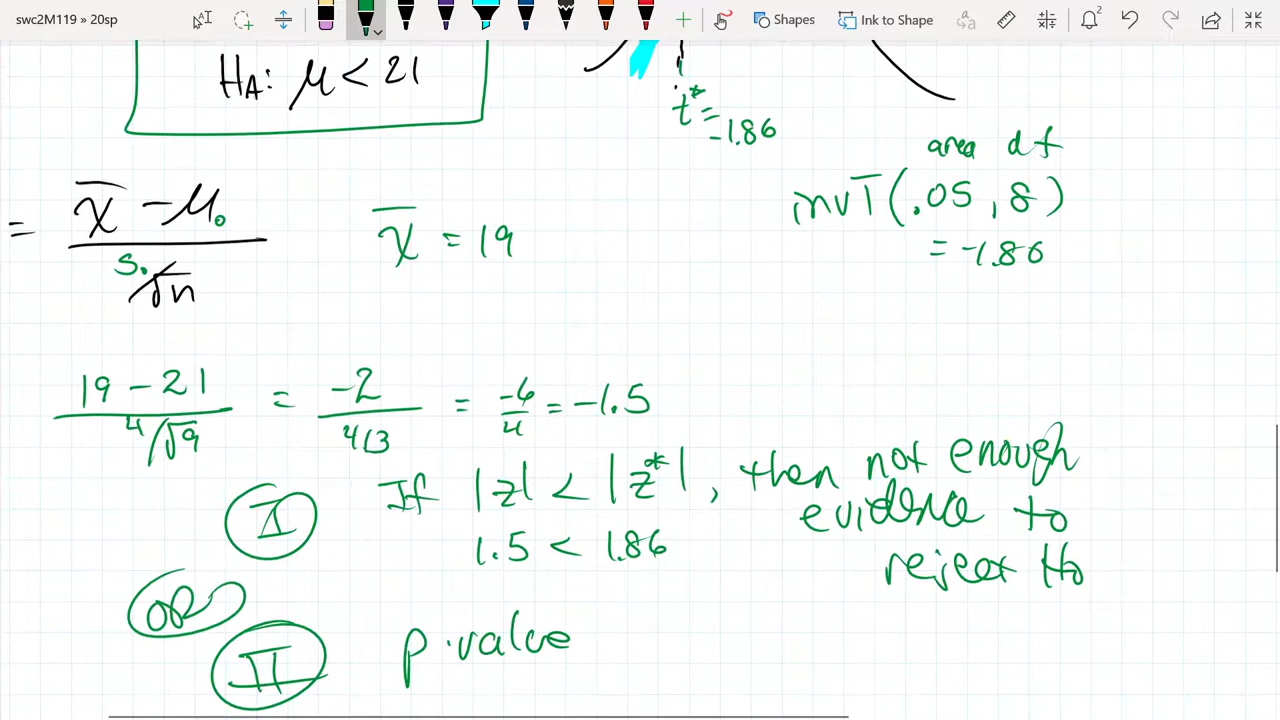 swc2M119 » 20sp
Shapes
Ink to Shape
2
HA: μ < 21
t* = -1.86
area df
invT(.05, 8)
= -1.86
= x̄ - μ₀
s/√n
x̄ = 19
19 - 21 = -2 = -6 = -1.5
4/√9 4/3 4
I If |z| < |z*|, then not enough
evidence to
1.5 < 1.86
reject Ho
OR
II p.value